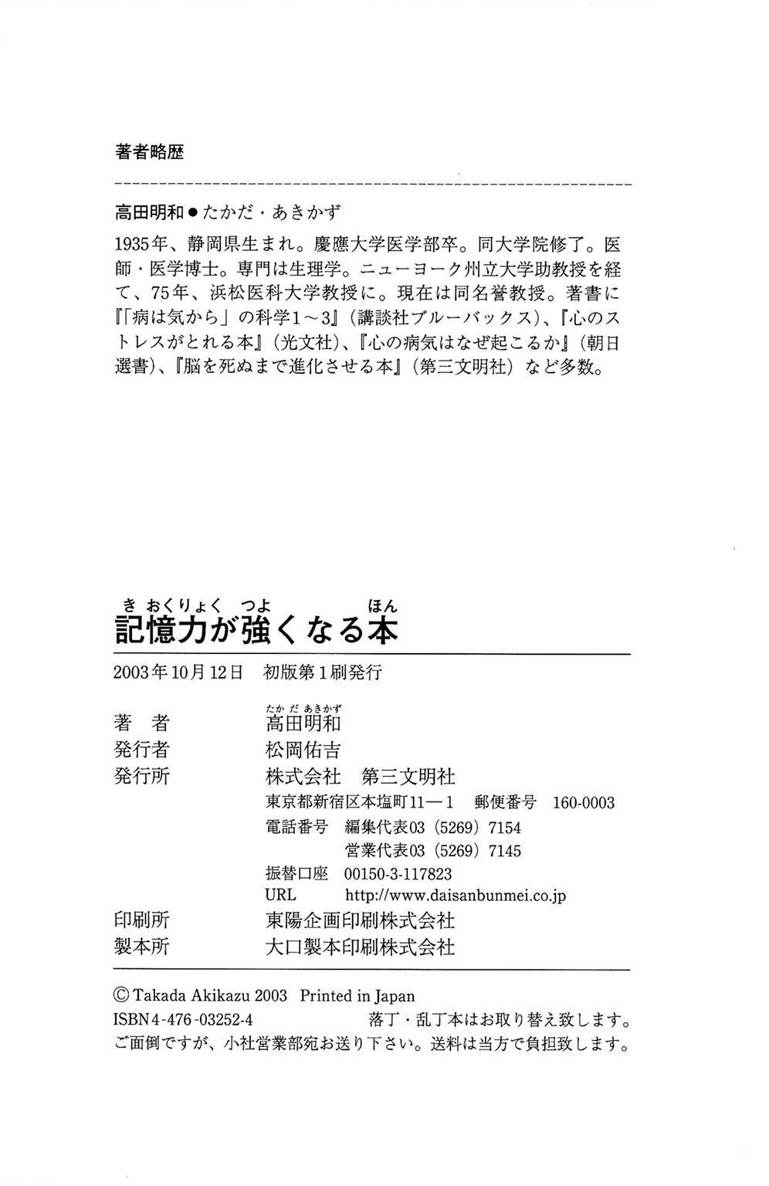 著者略歴
高田明和●たかだ・あきかず
1935年、静岡県生まれ。慶應大学医学部卒。同大学院修了。医
師・医学博士。専門は生理学。ニューヨーク州立大学助教授を経
て、75年、浜松医科大学教授に。現在は同名誉教授。著書に
『「病は気から」の科学1～3』（講談社ブルーバックス）、『心のス
トレスがとれる本』（光文社）、『心の病気はなぜ起こるか』（朝日
選書）、『脳を死ぬまで進化させる本』（第三文明社）など多数。
き おくりょく つよ ほん
記憶力が強くなる本
2003年10月12日 初版第1刷発行
たか だ あきかず
著 者 高田明和
発行者 松岡佑吉
発行所 株式会社 第三文明社
東京都新宿区本塩町11―1 郵便番号 160-0003
電話番号 編集代表03（5269）7154
営業代表03（5269）7145
振替口座 00150-3-117823
URL http://www.daisanbunmei.co.jp
印刷所 東陽企画印刷株式会社
製本所 大口製本印刷株式会社
©Takada Akikazu 2003 Printed in Japan
ISBN4-476-03252-4 落丁・乱丁本はお取り替え致します。
ご面倒ですが、小社営業部宛お送り下さい。送料は当方で負担致します。